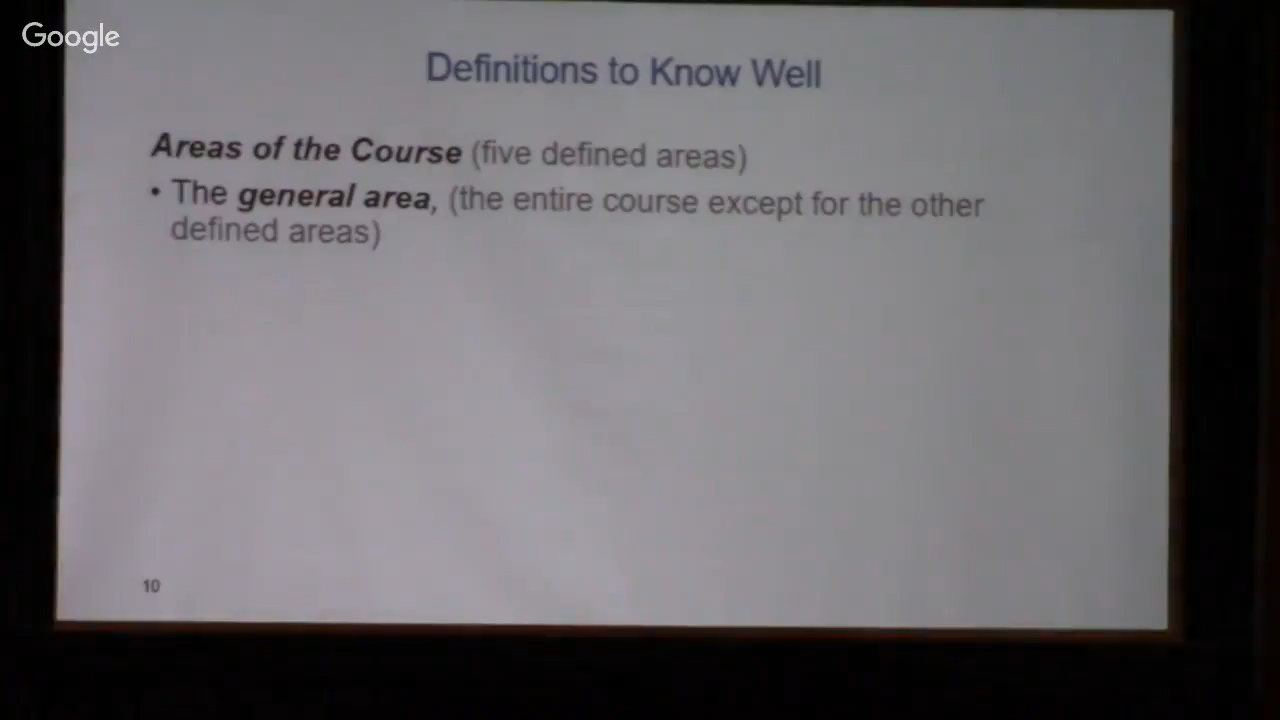 Google
Definitions to Know Well
Areas of the Course (five defined areas)
• The general area, (the entire course except for the other
defined areas)
10